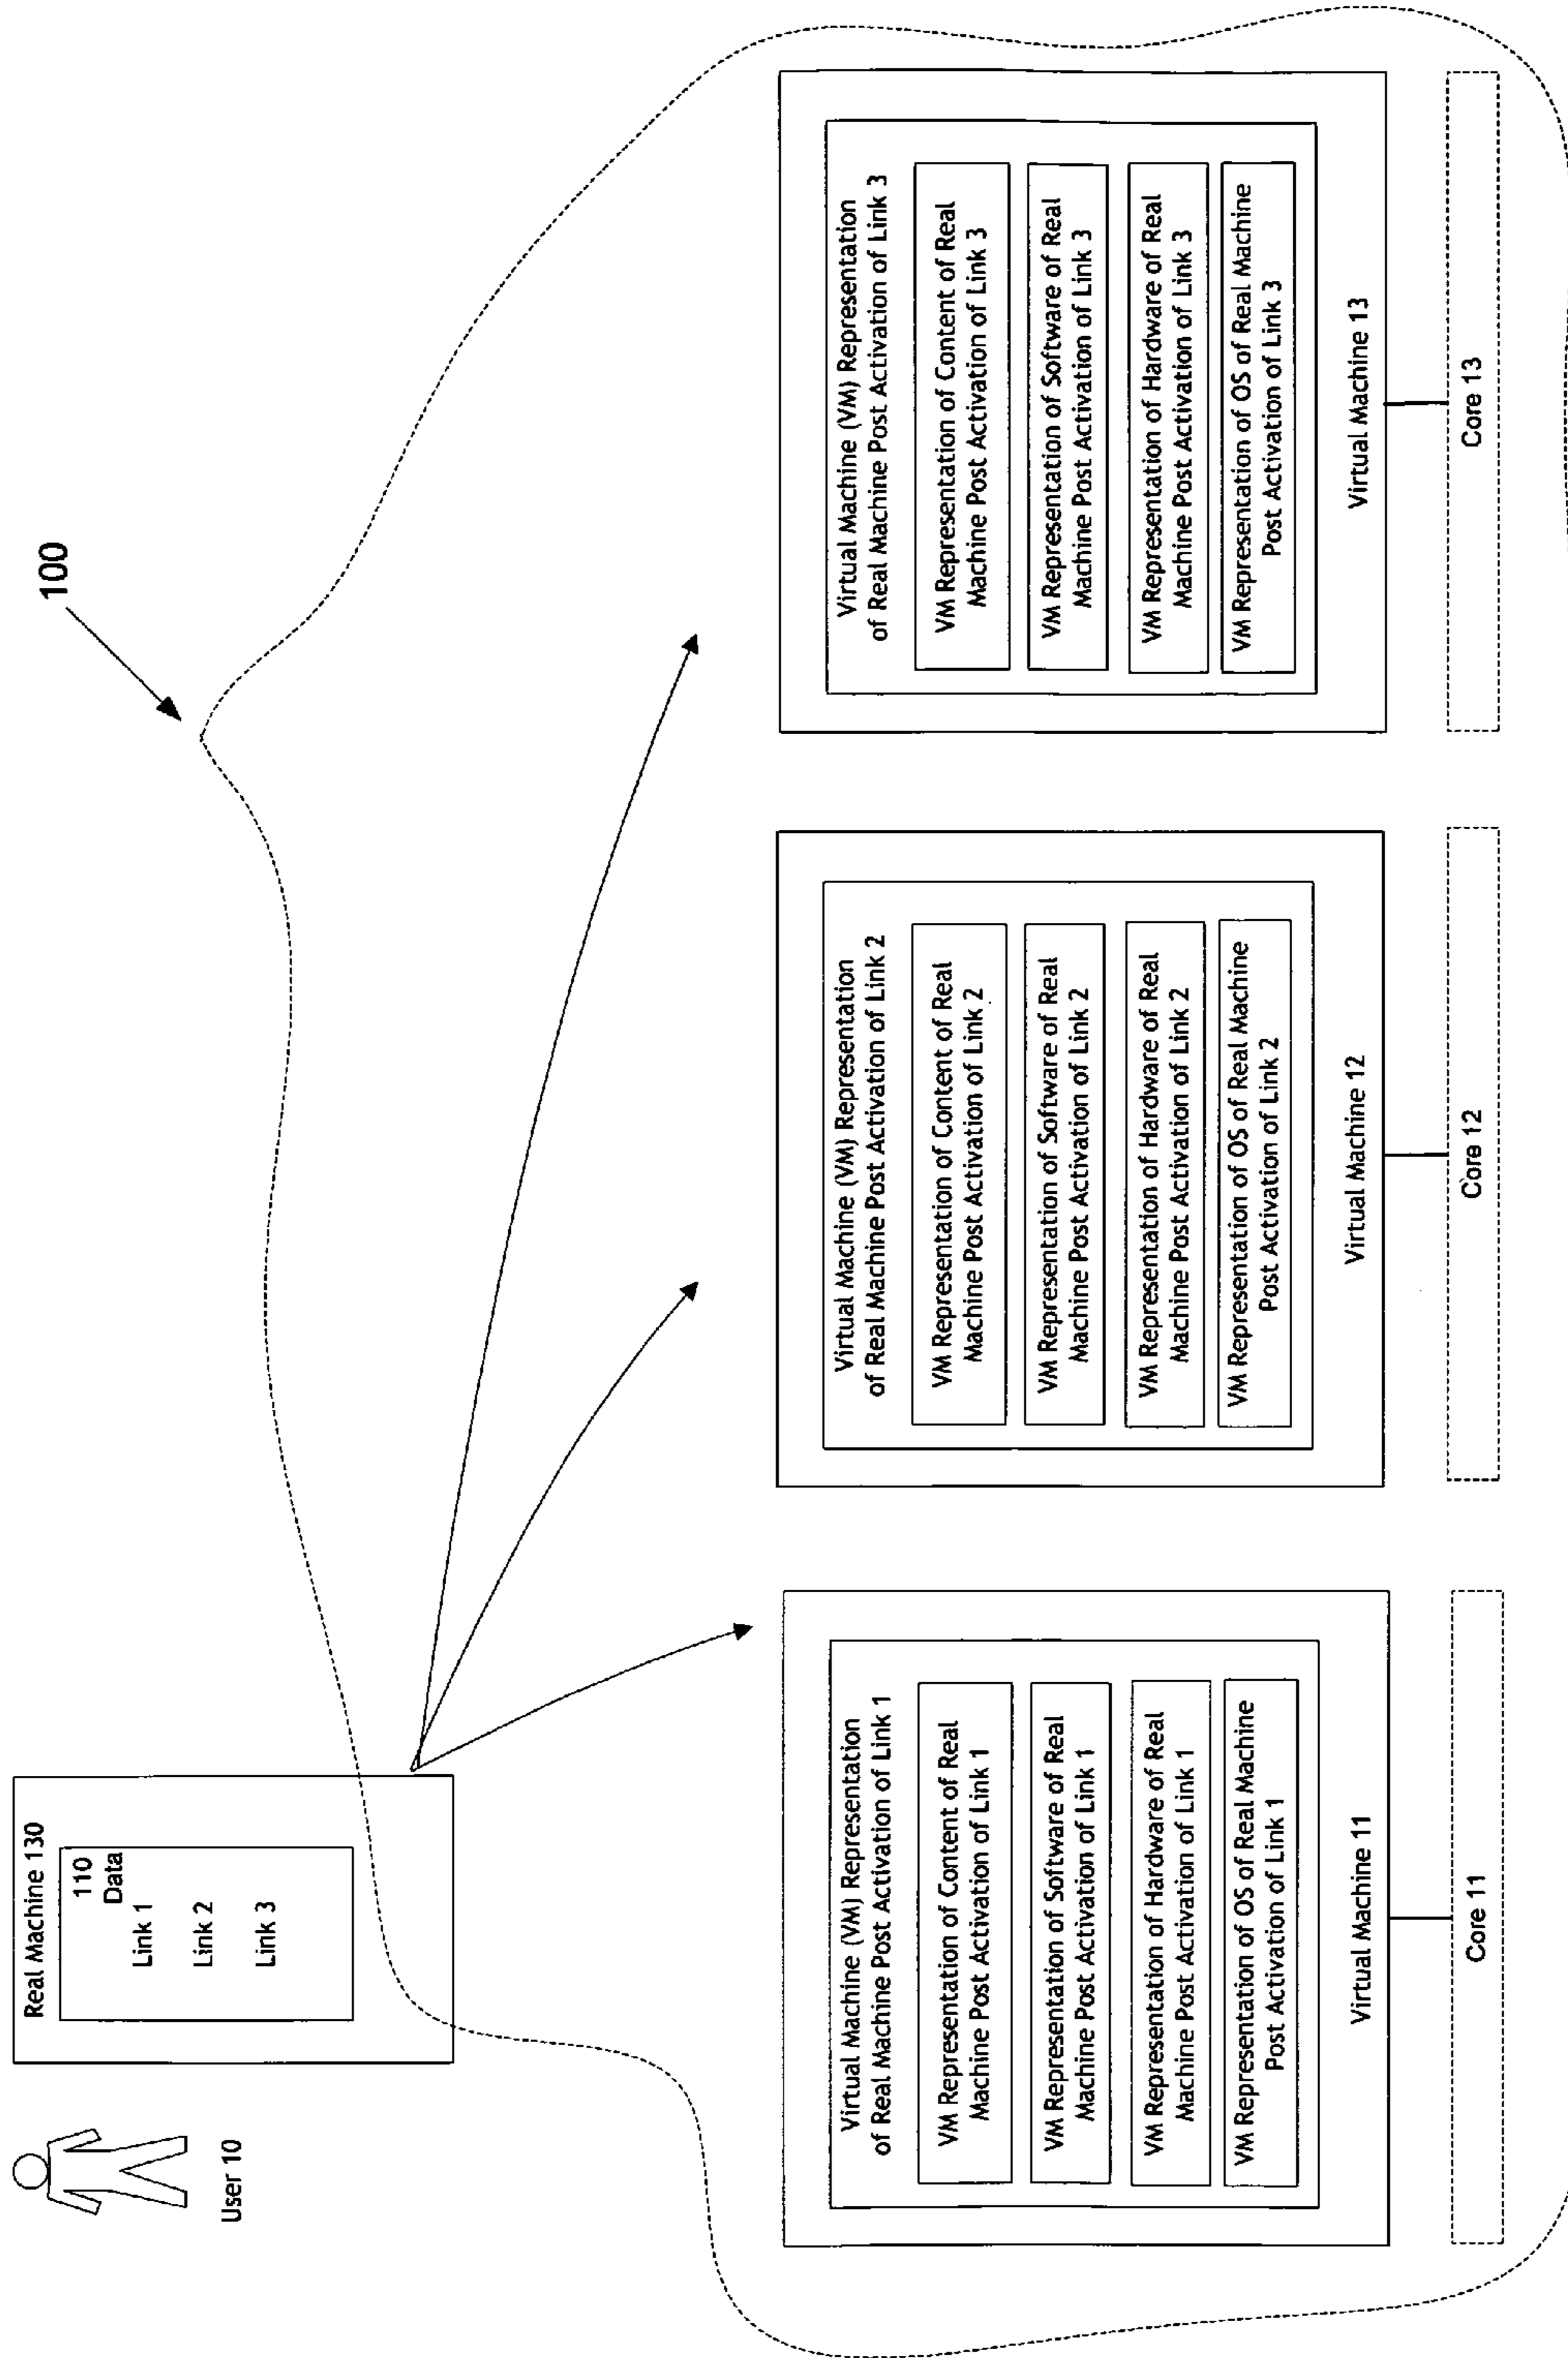 100
User 10
Real Machine 130
110
Data
Link 1
Link 2
Link 3
Virtual Machine (VM) Representation
of Real Machine Post Activation of Link 1
VM Representation of Content of Real
Machine Post Activation of Link 1
VM Representation of Software of Real
Machine Post Activation of Link 1
VM Representation of Hardware of Real
Machine Post Activation of Link 1
VM Representation of OS of Real Machine
Post Activation of Link 1
Virtual Machine 11
Core 11
Virtual Machine (VM) Representation
of Real Machine Post Activation of Link 2
VM Representation of Content of Real
Machine Post Activation of Link 2
VM Representation of Software of Real
Machine Post Activation of Link 2
VM Representation of Hardware of Real
Machine Post Activation of Link 2
VM Representation of OS of Real Machine
Post Activation of Link 2
Virtual Machine 12
Core 12
Virtual Machine (VM) Representation
of Real Machine Post Activation of Link 3
VM Representation of Content of Real
Machine Post Activation of Link 3
VM Representation of Software of Real
Machine Post Activation of Link 3
VM Representation of Hardware of Real
Machine Post Activation of Link 3
VM Representation of OS of Real Machine
Post Activation of Link 3
Virtual Machine 13
Core 13